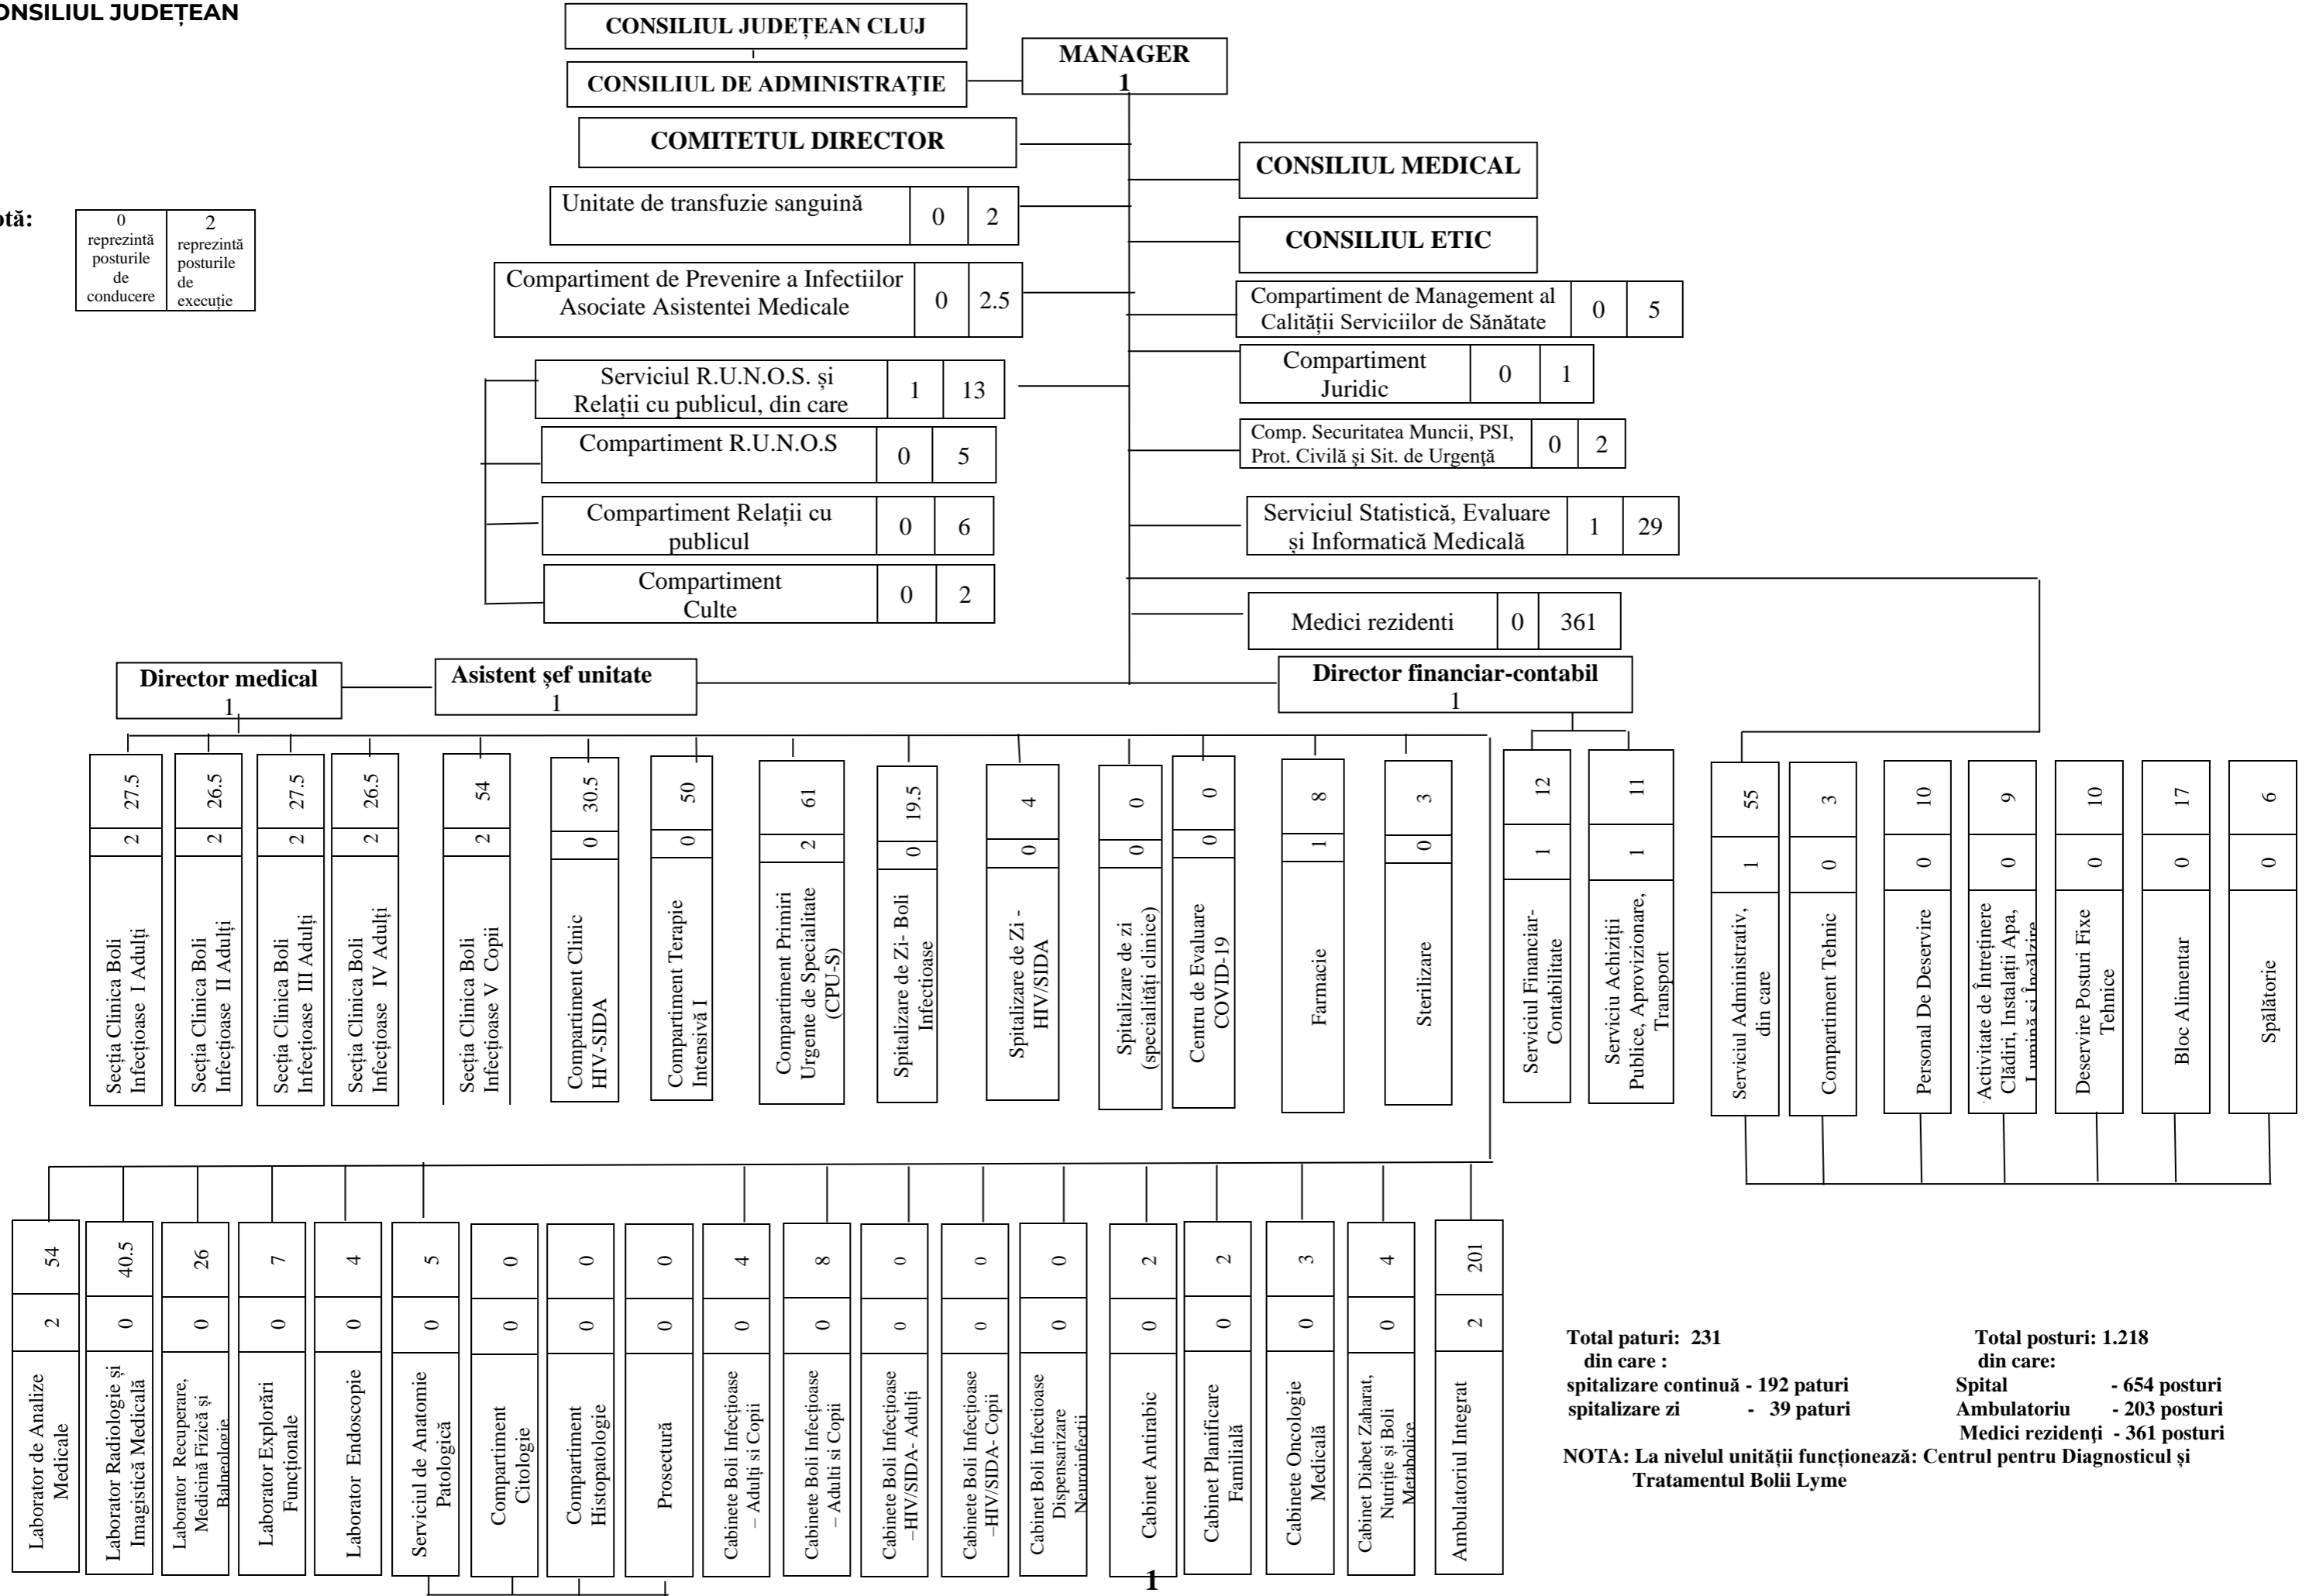 ONSILIUL JUDEȚEAN
CONSILIUL JUDEȚEAN CLUJ
MANAGER
1
CONSILIUL DE ADMINISTRAŢIE
COMITETUL DIRECTOR
CONSILIUL MEDICAL
otă:
0
reprezintă
posturile
de
conducere
2
reprezintă
posturile
de
execuție
Unitate de transfuzie sanguină 0 2
CONSILIUL ETIC
Compartiment de Prevenire a Infectiilor
Asociate Asistentei Medicale 0 2.5
Compartiment de Management al
Calității Serviciilor de Sănătate 0 5
Serviciul R.U.N.O.S. și
Relații cu publicul, din care 1 13
Compartiment
Juridic 0 1
Compartiment R.U.N.O.S 0 5
Comp. Securitatea Muncii, PSI,
Prot. Civilă și Sit. de Urgenţă 0 2
Compartiment Relații cu
publicul 0 6
Serviciul Statistică, Evaluare
și Informatică Medicală 1 29
Compartiment
Culte 0 2
Medici rezidenti 0 361
Director medical
1
Asistent șef unitate
1
Director financiar-contabil
1
Secția Clinica Boli
Infecțioase I Adulți
2 27.5
Secția Clinica Boli
Infecțioase II Adulți
2 26.5
Secția Clinica Boli
Infecțioase III Adulți
2 27.5
Secția Clinica Boli
Infecțioase IV Adulți
2 26.5
Secția Clinica Boli
Infecțioase V Copii
2 54
Compartiment Clinic
HIV-SIDA
0 30.5
Compartiment Terapie
Intensivă I
0 50
Compartiment Primiri
Urgente de Specialitate
(CPU-S)
2 61
Spitalizare de Zi- Boli
Infectioase
0 19.5
Spitalizare de Zi -
HIV/SIDA
0 4
Spitalizare de zi
(specialități clinice)
0 0
Centru de Evaluare
COVID-19
0 0
Farmacie
1 8
Sterilizare
0 3
Serviciul Financiar-
Contabilitate
1 12
Serviciu Achiziții
Publice, Aprovizionare,
Transport
1 11
Serviciul Administrativ,
din care
1 55
Compartiment Tehnic
0 3
Personal De Deservire
0 10
Activitate de Întreținere
Clădiri, Instalații Apa,
Lumină și Încălzire
0 9
Deservire Posturi Fixe
Tehnice
0 10
Bloc Alimentar
0 17
Spălătorie
0 6
Laborator de Analize
Medicale
2 54
Laborator Radiologie și
Imagistică Medicală
0 40.5
Laborator Recuperare,
Medicină Fizică și
Balneologie
0 26
Laborator Explorări
Funcționale
0 7
Laborator Endoscopie
0 4
Serviciul de Anatomie
Patologică
0 5
Compartiment
Citologie
0 0
Compartiment
Histopatologie
0 0
Prosectură
0 0
Cabinete Boli Infecțioase
– Adulți si Copii
0 4
Cabinete Boli Infecțioase
– Adulti si Copii
0 8
Cabinete Boli Infecțioase
–HIV/SIDA- Adulți
0 0
Cabinete Boli Infecțioase
–HIV/SIDA- Copii
0 0
Cabinet Boli Infectioase
Dispensarizare
Neuroinfectii
0 0
Cabinet Antirabic
0 2
Cabinet Planificare
Familială
0 2
Cabinete Oncologie
Medicală
0 3
Cabinet Diabet Zaharat,
Nutriție și Boli
Metabolice
0 4
Ambulatoriul Integrat
2 201
Total paturi: 231
din care :
spitalizare continuă - 192 paturi
spitalizare zi - 39 paturi
Total posturi: 1.218
din care:
Spital - 654 posturi
Ambulatoriu - 203 posturi
Medici rezidenţi - 361 posturi
NOTA: La nivelul unității funcționează: Centrul pentru Diagnosticul și
Tratamentul Bolii Lyme
1